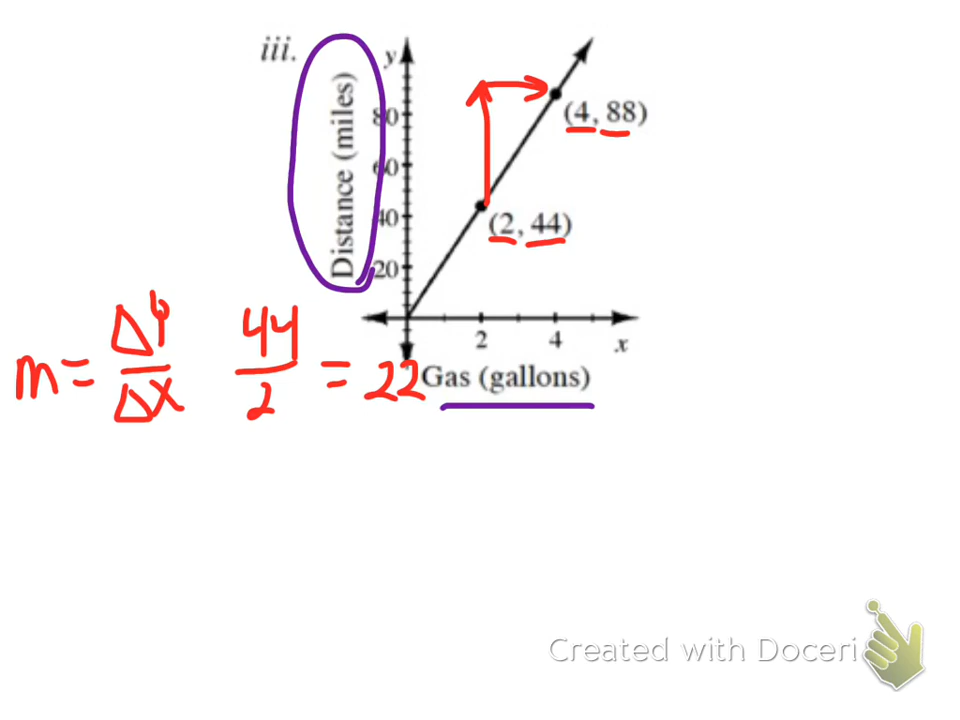 iii.
y
Distance (miles)
80
60
40
20
(4, 88)
(2, 44)
2 4 x
Gas (gallons)
m = Δy/Δx 44/2 = 22
Created with Doceri